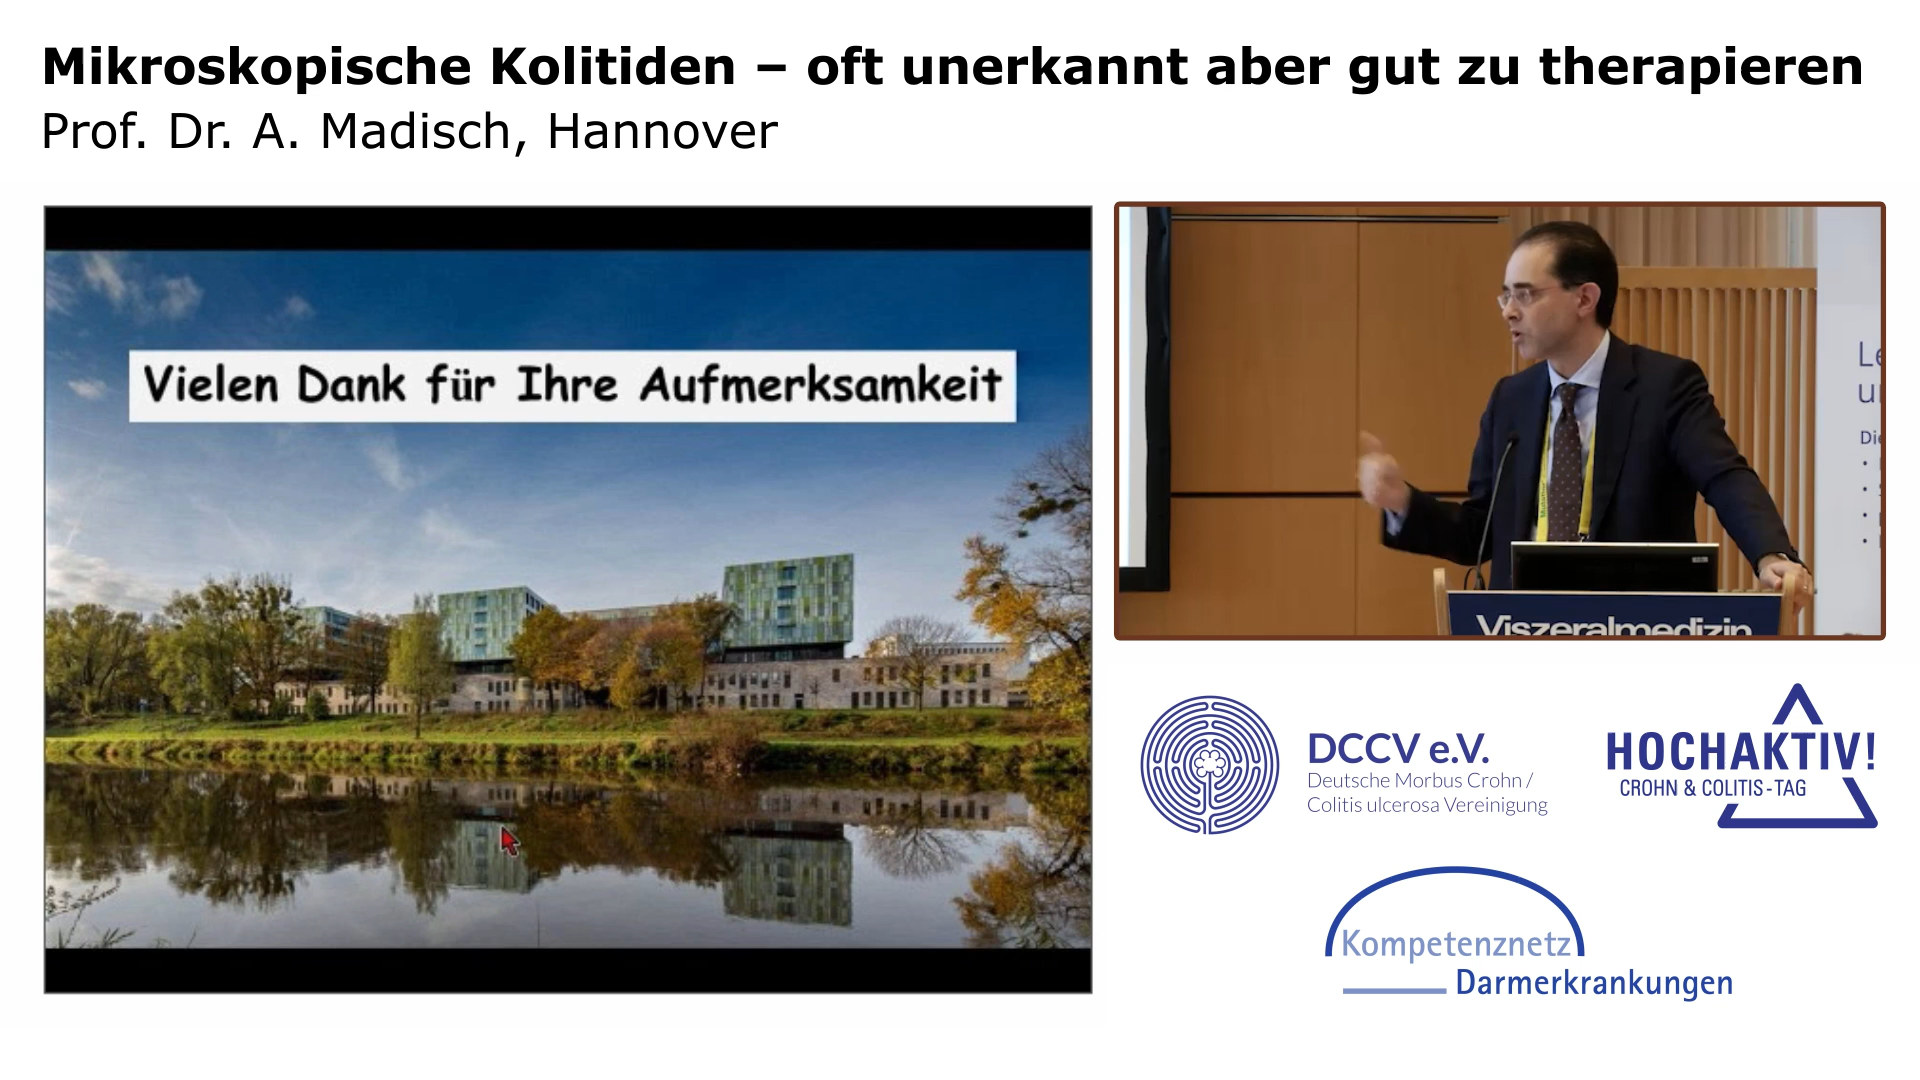 Mikroskopische Kolitiden – oft unerkannt aber gut zu therapieren
Prof. Dr. A. Madisch, Hannover
Vielen Dank für Ihre Aufmerksamkeit
Viszeralmedizin
DCCV e.V.
Deutsche Morbus Crohn /
Colitis ulcerosa Vereinigung
HOCHAKTIV!
CROHN & COLITIS-TAG
Kompetenznetz
Darmerkrankungen